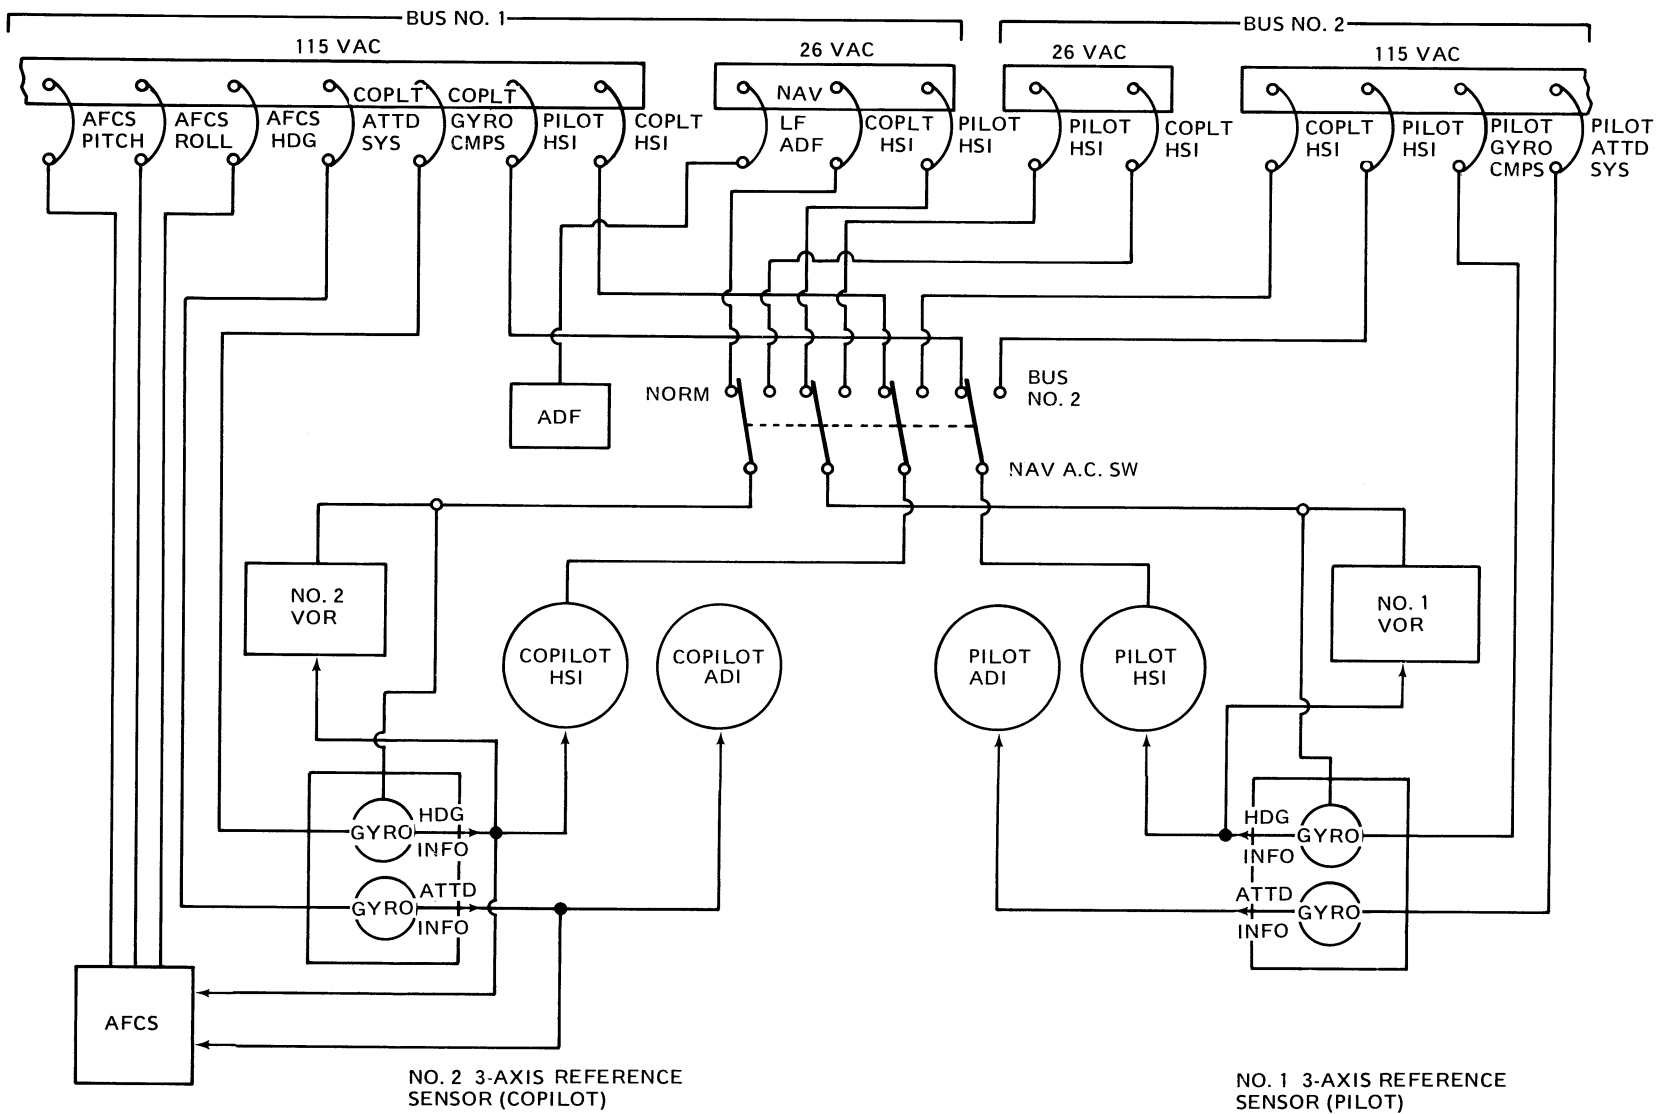 BUS NO. 1
BUS NO. 2
115 VAC
26 VAC
26 VAC
115 VAC
AFCS
PITCH
AFCS
ROLL
AFCS
HDG
COPLT
ATTD
SYS
COPLT
GYRO
CMPS
PILOT
HSI
COPLT
HSI
NAV
LF
ADF
COPLT
HSI
PILOT
HSI
PILOT
HSI
COPLT
HSI
COPLT
HSI
PILOT
HSI
PILOT
GYRO
CMPS
PILOT
ATTD
SYS
NORM
BUS
NO. 2
ADF
NAV A.C. SW
NO. 2
VOR
COPILOT
HSI
COPILOT
ADI
PILOT
ADI
PILOT
HSI
NO. 1
VOR
GYRO
HDG
INFO
GYRO
ATTD
INFO
HDG
INFO
GYRO
ATTD
INFO
GYRO
AFCS
NO. 2 3-AXIS REFERENCE
SENSOR (COPILOT)
NO. 1 3-AXIS REFERENCE
SENSOR (PILOT)